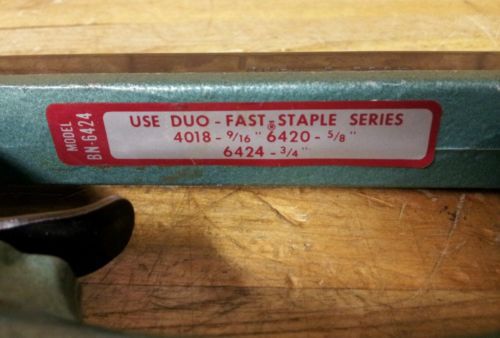 MODEL
BN-6424
USE DUO-FAST® STAPLE SERIES
4018 - 9/16" 6420 - 5/8"
6424 - 3/4"